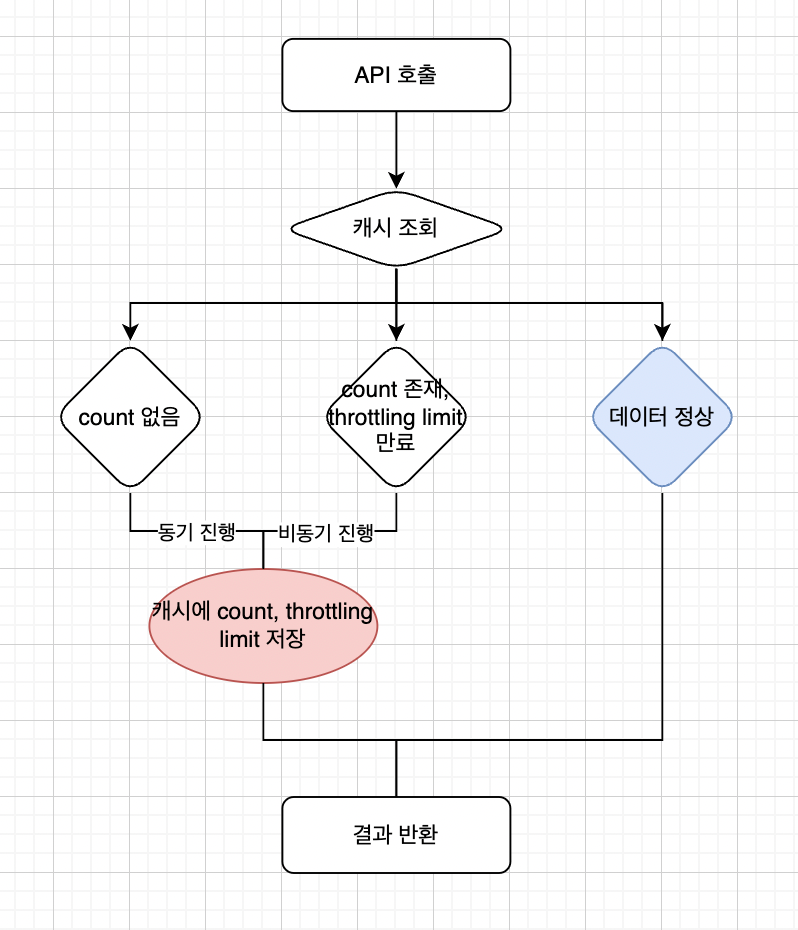 API 호출
캐시 조회
count 없음
count 존재,
throttling limit
만료
데이터 정상
동기 진행
비동기 진행
캐시에 count, throttling
limit 저장
결과 반환